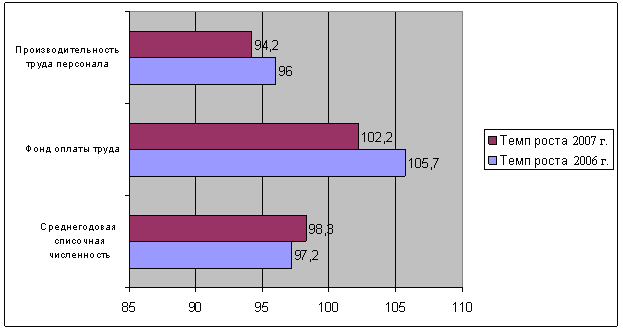 Производительность
труда персонала
94,2
96
Фонд оплаты труда
102,2
105,7
Среднегодовая
списочная
численность
98,3
97,2
85 90 95 100 105 110
Темп роста 2007 г.
Темп роста 2006 г.